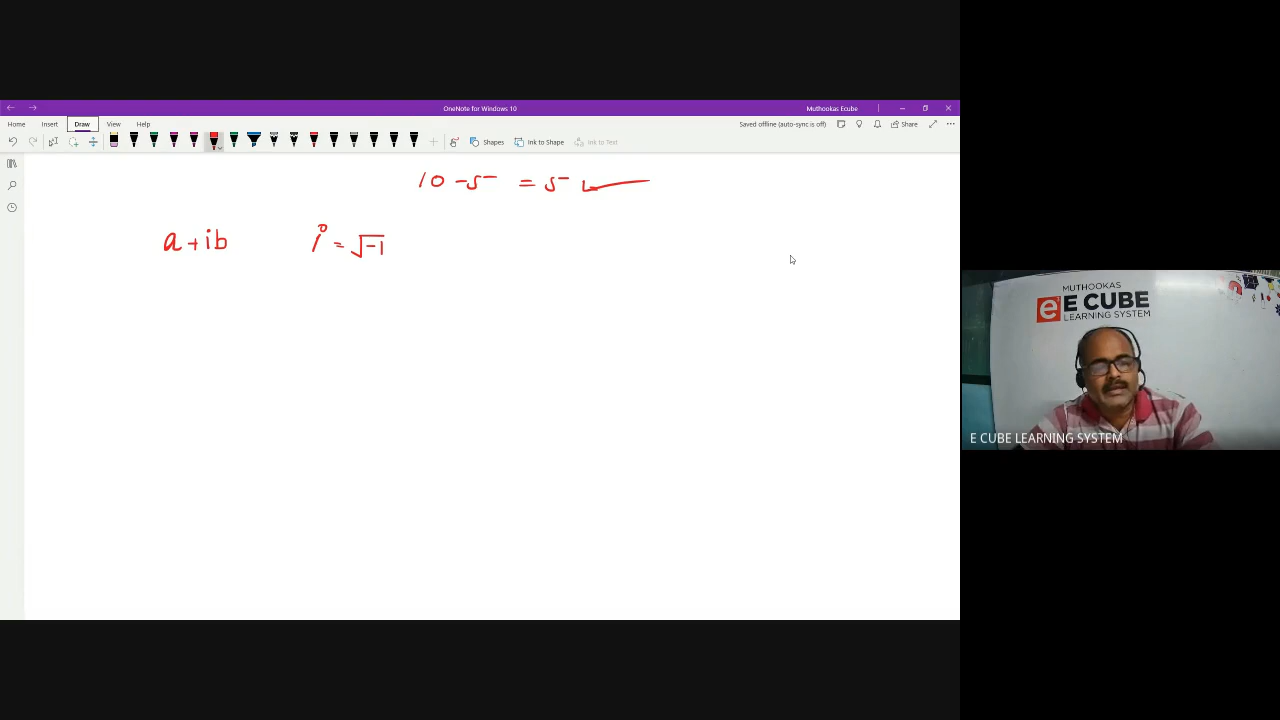 OneNote for Windows 10
Muthookas Ecube
Home Insert Draw View Help
Saved offline (auto-sync is off)
Share
Shapes
Ink to Shape
Ink to Text
10 - 5 = 5
a + ib i = √-1
MUTHOOKAS
e E CUBE
LEARNING SYSTEM
E CUBE LEARNING SYSTEM